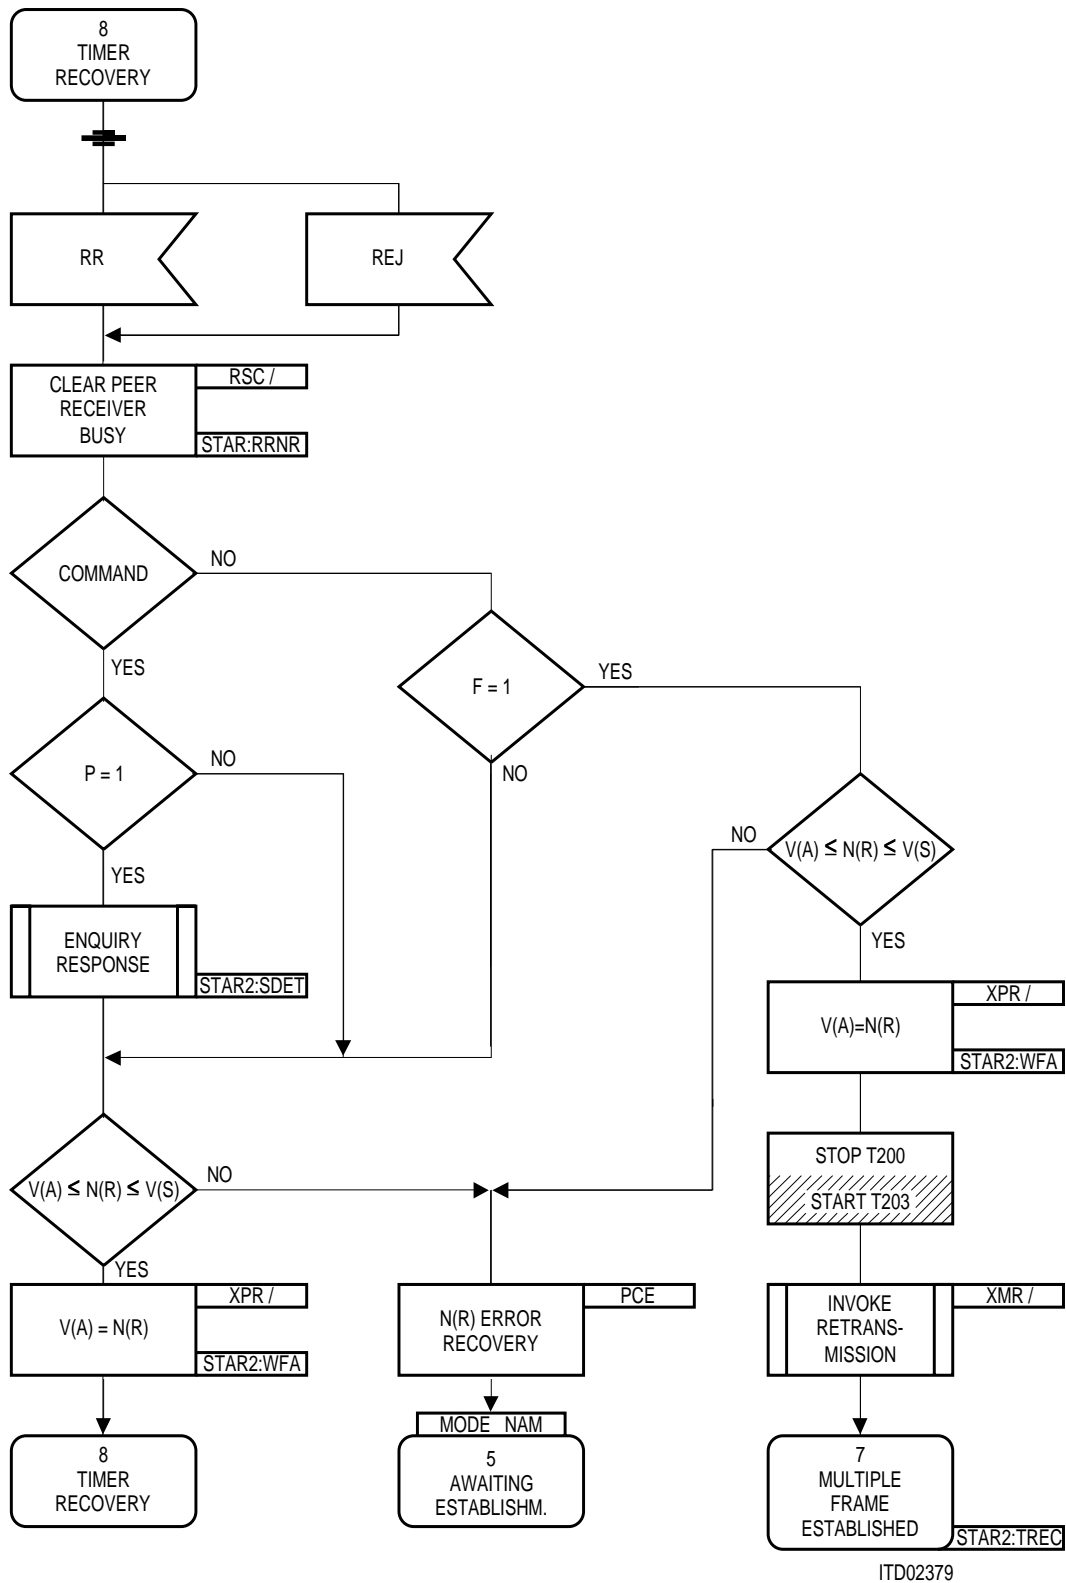 8
TIMER
RECOVERY
RR
REJ
CLEAR PEER
RECEIVER
BUSY
RSC /
STAR:RRNR
COMMAND
NO
YES
F = 1
YES
NO
P = 1
NO
YES
V(A) ≤ N(R) ≤ V(S)
NO
YES
ENQUIRY
RESPONSE
STAR2:SDET
V(A)=N(R)
XPR /
STAR2:WFA
STOP T200
START T203
V(A) ≤ N(R) ≤ V(S)
NO
YES
V(A) = N(R)
XPR /
STAR2:WFA
N(R) ERROR
RECOVERY
PCE
INVOKE
RETRANS-
MISSION
XMR /
8
TIMER
RECOVERY
MODE NAM
5
AWAITING
ESTABLISHM.
7
MULTIPLE
FRAME
ESTABLISHED
STAR2:TREC
ITD02379